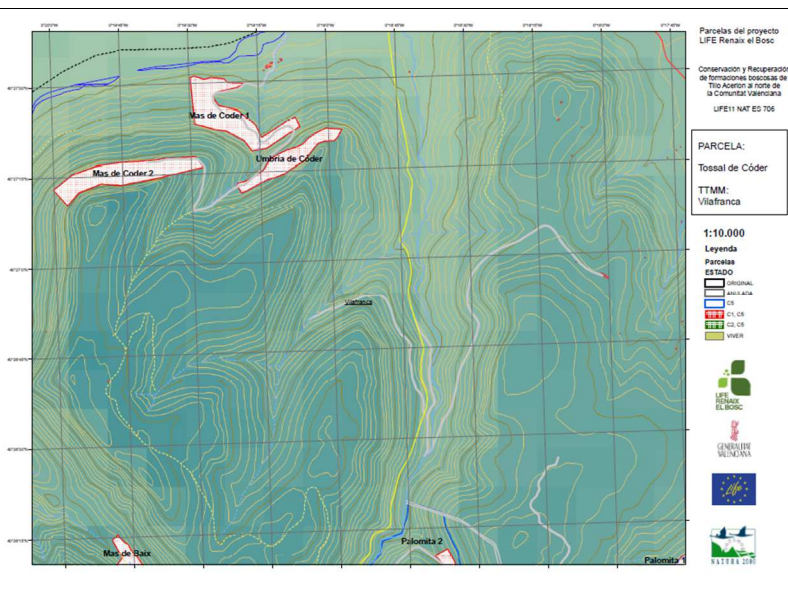 Parcelas del proyecto
LIFE Renaix el Bosc
Conservación y Recuperación
de formaciones boscosas de
Tilio Acerion al norte de
la Comunitat Valenciana
LIFE11 NAT ES 706
PARCELA:
Tossal de Códer
TTMM:
Vilafranca
1:10.000
Leyenda
Parcelas
ESTADO
ORIGINAL
ANULADA
C5
C1, C5
C2, C5
VIVER
LIFE
RENAIX
EL BOSC
GENERALITAT
VALENCIANA
Life
NATURA 2000
Mas de Coder 1
Umbria de Códer
Mas de Coder 2
Vilafranca
Mas de Baix
Palomita 2
Palomita 1